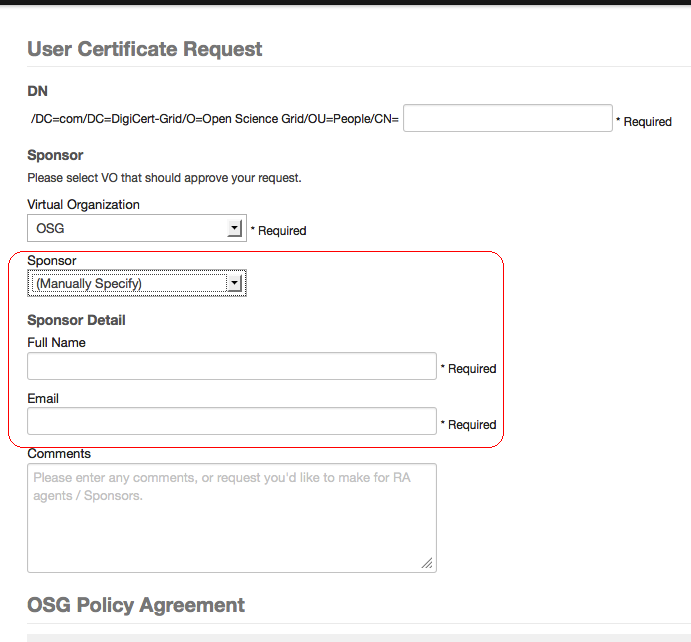 User Certificate Request
DN
/DC=com/DC=DigiCert-Grid/O=Open Science Grid/OU=People/CN= * Required
Sponsor
Please select VO that should approve your request.
Virtual Organization
OSG * Required
Sponsor
(Manually Specify)
Sponsor Detail
Full Name
* Required
Email
* Required
Comments
Please enter any comments, or request you'd like to make for RA
agents / Sponsors.
OSG Policy Agreement